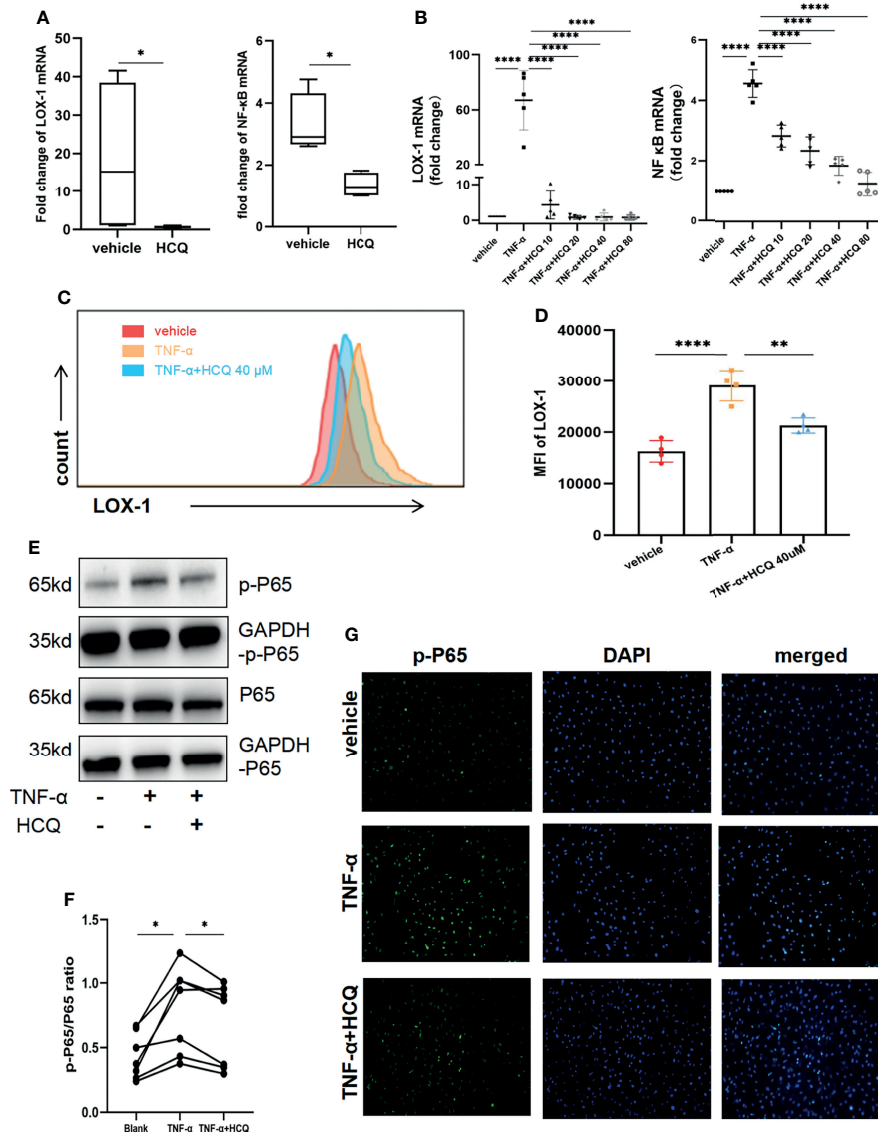 A
Fold change of LOX-1 mRNA
50
40
30
20
10
0
*
vehicle
HCQ
flod change of NF-κB mRNA
6
4
2
0
*
vehicle
HCQ
B
LOX-1 mRNA
(fold change)
100
60
20
10
0
****
****
****
****
****
vehicle
TNF-α
TNF-α+HCQ 10
TNF-α+HCQ 20
TNF-α+HCQ 40
TNF-α+HCQ 80
NF κB mRNA
(fold change)
6
4
2
0
****
****
****
****
****
vehicle
TNF-α
TNF-α+HCQ 10
TNF-α+HCQ 20
TNF-α+HCQ 40
TNF-α+HCQ 80
C
vehicle
TNF-α
TNF-α+HCQ 40 μM
count
LOX-1
D
MFI of LOX-1
40000
30000
20000
10000
0
****
**
vehicle
TNF-α
TNF-α+HCQ 40uM
E
65kd
p-P65
35kd
GAPDH
-p-P65
65kd
P65
35kd
GAPDH
-P65
TNF-α - + +
HCQ - - +
F
p-P65/P65 ratio
1.5
1.0
0.5
0.0
*
*
Blank
TNF-α
TNF-α+HCQ
G
p-P65
DAPI
merged
vehicle
TNF-α
TNF-α+HCQ